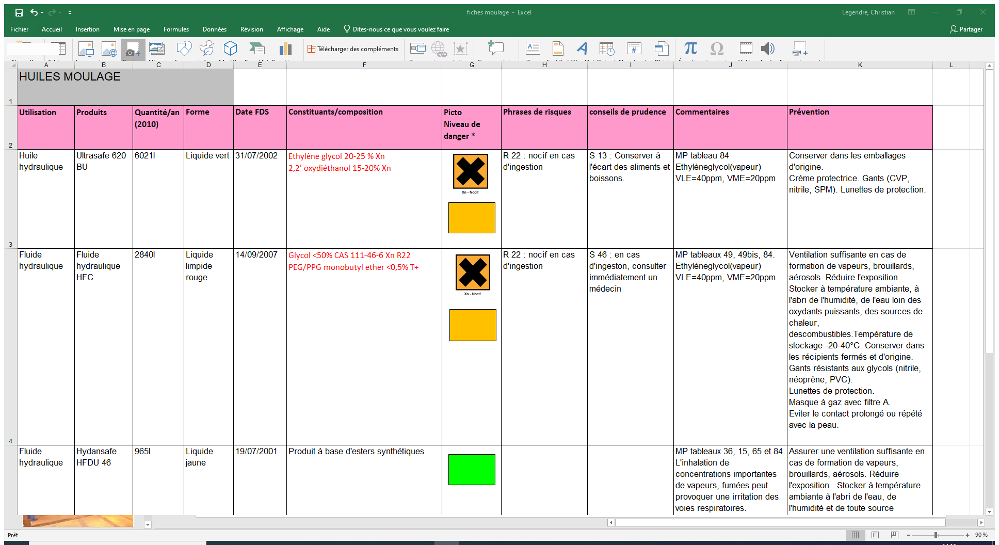 fiches moulage - Excel
Legendre, Christian
Fichier Accueil Insertion Mise en page Formules Données Révision Affichage Aide Dites-nous ce que vous voulez faire Partager
Télécharger des compléments
A B C D E F G H I J K L
1
HUILES MOULAGE
2
Utilisation
Produits
Quantité/an
(2010)
Forme
Date FDS
Constituants/composition
Picto
Niveau de
danger *
Phrases de risques
conseils de prudence
Commentaires
Prévention
3
Huile
hydraulique
Ultrasafe 620
BU
6021l
Liquide vert
31/07/2002
Ethylène glycol 20-25 % Xn
2,2' oxydiéthanol 15-20% Xn
Xn - Nocif
R 22 : nocif en cas
d'ingestion
S 13 : Conserver à
l'écart des aliments et
boissons.
MP tableau 84
Ethylèneglycol(vapeur)
VLE=40ppm, VME=20ppm
Conserver dans les emballages
d'origine.
Crème protectrice. Gants (CVP,
nitrile, SPM). Lunettes de protection.
4
Fluide
hydraulique
Fluide
hydraulique
HFC
2840l
Liquide
limpide
rouge.
14/09/2007
Glycol <50% CAS 111-46-6 Xn R22
PEG/PPG monobutyl ether <0,5% T+
Xn - Nocif
R 22 : nocif en cas
d'ingestion
S 46 : en cas
d'ingeston, consulter
immédiatement un
médecin
MP tableaux 49, 49bis, 84.
Ethylèneglycol(vapeur)
VLE=40ppm, VME=20ppm
Ventilation suffisante en cas de
formation de vapeurs, brouillards,
aérosols. Réduire l'exposition .
Stocker à température ambiante, à
l'abri de l'humidité, de l'eau loin des
oxydants puissants, des sources de
chaleur,
descombustibles.Température de
stockage -20-40°C. Conserver dans
les récipients fermés et d'origine.
Gants résistants aux glycols (nitrile,
néoprène, PVC).
Lunettes de protection.
Masque à gaz avec filtre A.
Eviter le contact prolongé ou répété
avec la peau.
Fluide
hydraulique
Hydansafe
HFDU 46
965l
Liquide
jaune
19/07/2001
Produit à base d'esters synthétiques
MP tableaux 36, 15, 65 et 84.
L'inhalation de
concentrations importantes
de vapeurs, fumées peut
provoquer une irritation des
voies respiratoires.
Assurer une ventilation suffisante en
cas de formation de vapeurs,
brouillards, aérosols. Réduire
l'exposition . Stocker à température
ambiante à l'abri de l'eau, de
l'humidité et de toute source
Prêt
90 %